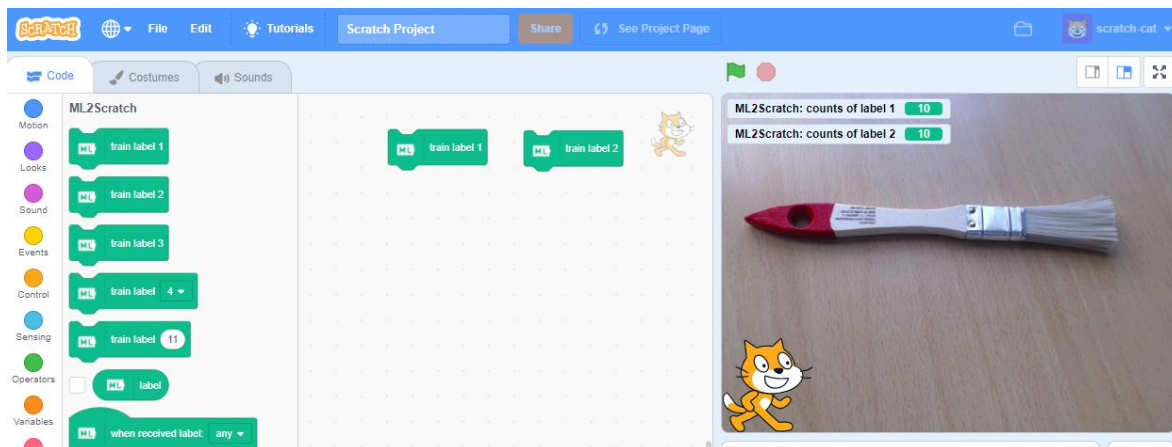 SCRATCH File Edit Tutorials Scratch Project Share See Project Page scratch-cat
Code Costumes Sounds
Motion
Looks
Sound
Events
Control
Sensing
Operators
Variables
ML2Scratch
ML train label 1
ML train label 2
ML train label 3
ML train label 4
ML train label 11
ML label
ML when received label: any
ML train label 1
ML train label 2
ML2Scratch: counts of label 1 10
ML2Scratch: counts of label 2 10